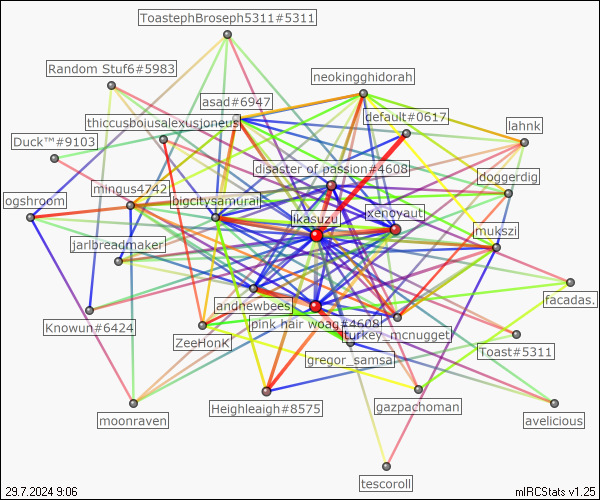 ToastephBroseph5311#5311
Random Stuf6#5983
neokingghidorah
asad#6947
default#0617
thiccusboiusalexusjoneus
lahnk
Duck™#9103
disaster of passion#4608
doggerdig
mingus4742
ogshroom
bigcitysamurai
ikasuzu
xenoyaut
mukszi
jarlbreadmaker
andnewbees
facadas.
Knowun#6424
pink hair woag#4608
turkey_mcnugget
ZeeHonK
gregor_samsa
Toast#5311
Heighleaigh#8575
gazpachoman
moonraven
avelicious
tescoroll
29.7.2024 9:06
mIRCStats v1.25